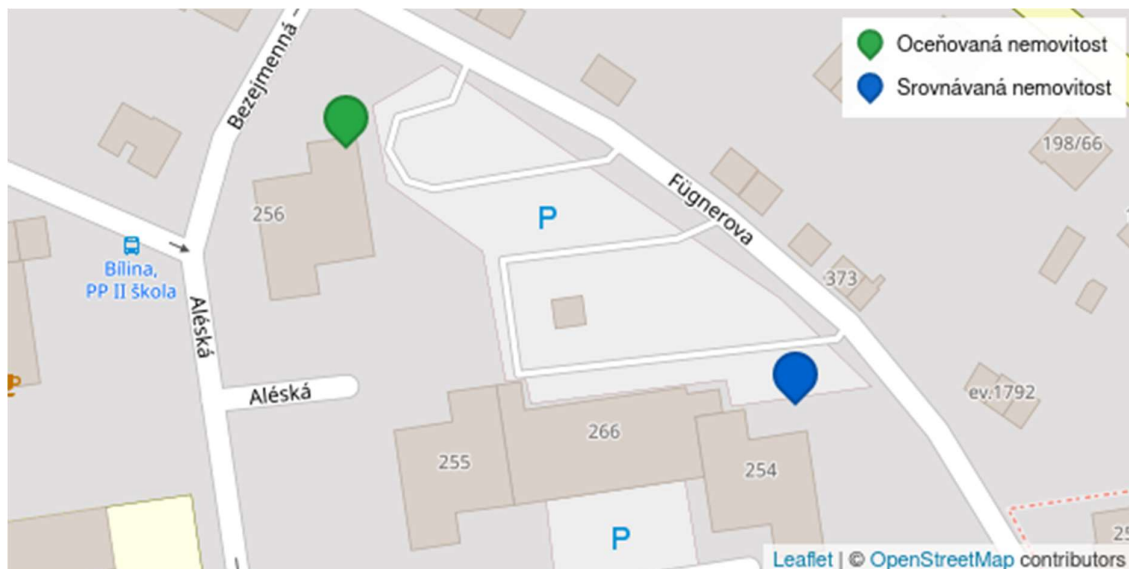 Oceňovaná nemovitost
Srovnávaná nemovitost
Bezejmenná
198/66
Fügnerova
256
P
Bílina,
PP II škola
373
Aléská
Aléská
ev.1792
266
255
254
P
25
Leaflet | © OpenStreetMap contributors